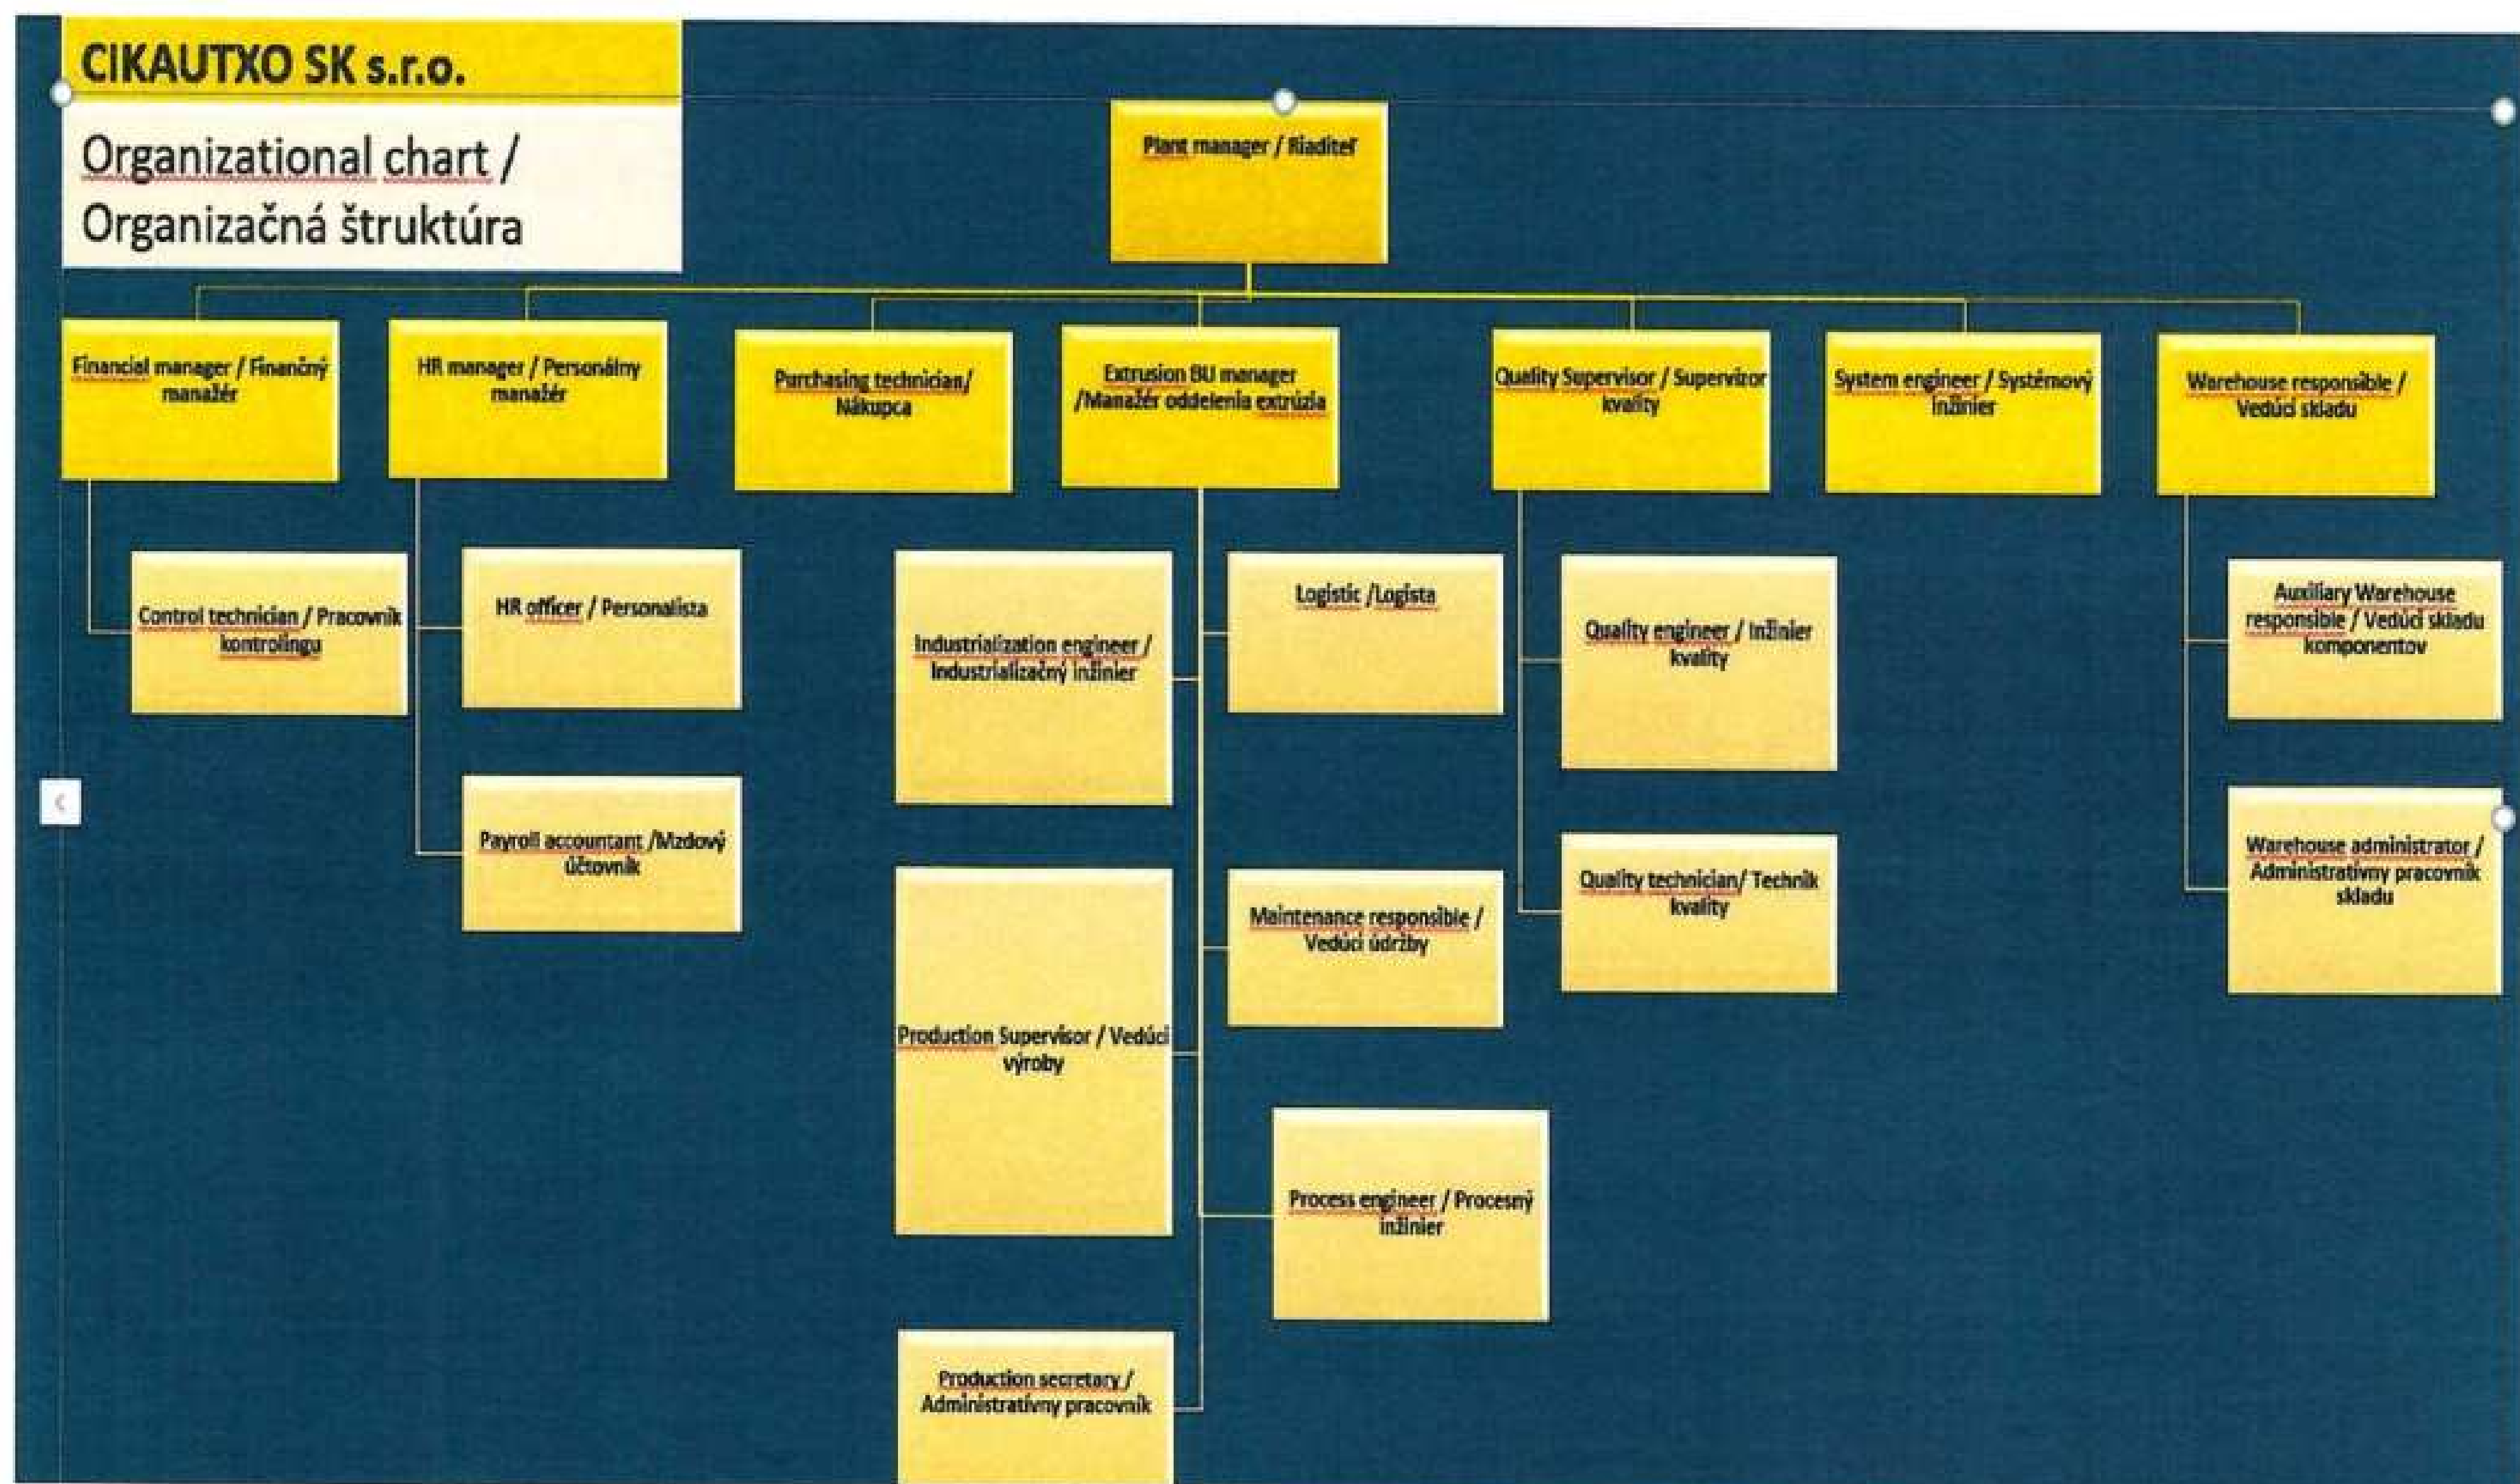 CIKAUTXO SK s.r.o.
Organizational chart /
Organizačná štruktúra
Plant manager / Riaditeľ
Financial manager / Finančný
manažér
HR manager / Personálny
manažér
Purchasing technician/
Nákupca
Extrusion BU manager
/Manažér oddelenia extrúzia
Quality Supervisor / Supervízor
kvality
System engineer / Systémový
inžinier
Warehouse responsible /
Vedúci skladu
Control technician / Pracovník
kontrolingu
HR officer / Personalista
Payroll accountant /Mzdový
účtovník
Industrialization engineer /
Industrializačný inžinier
Logistic /Logista
Production Supervisor / Vedúci
výroby
Maintenance responsible /
Vedúci údržby
Process engineer / Procesný
inžinier
Production secretary /
Administratívny pracovník
Quality engineer / Inžinier
kvality
Quality technician/ Technik
kvality
Auxiliary Warehouse
responsible / Vedúci skladu
komponentov
Warehouse administrator /
Administratívny pracovník
skladu